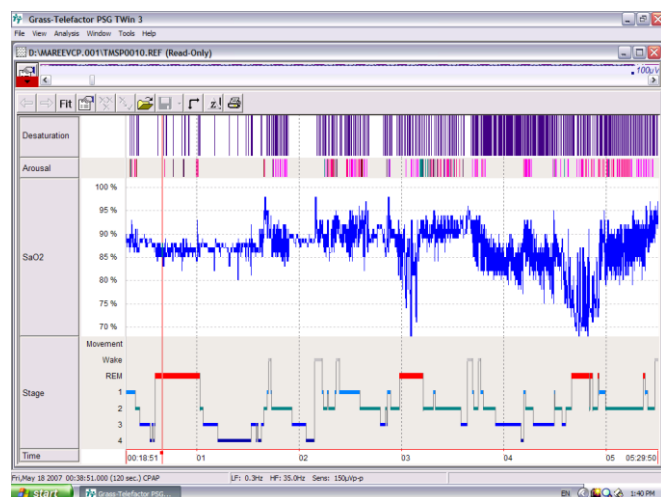 Grass-Telefactor PSG TWin 3
File View Analysis Window Tools Help
D:\MAREEVCP.001\TMSP0010.REF (Read-Only)
100µV
Fit
z!
Desaturation
Arousal
SaO2
100 %
95 %
90 %
85 %
80 %
75 %
70 %
Stage
Movement
Wake
REM
1
2
3
4
Time
00:18:51 01 02 03 04 05:29:50
Fri,May 18 2007 00:38:51.000 (120 sec.) CPAP LF: 0.3Hz HF: 35.0Hz Sens: 150µVp-p
start Grass-Telefactor PSG... EN 1:40 PM